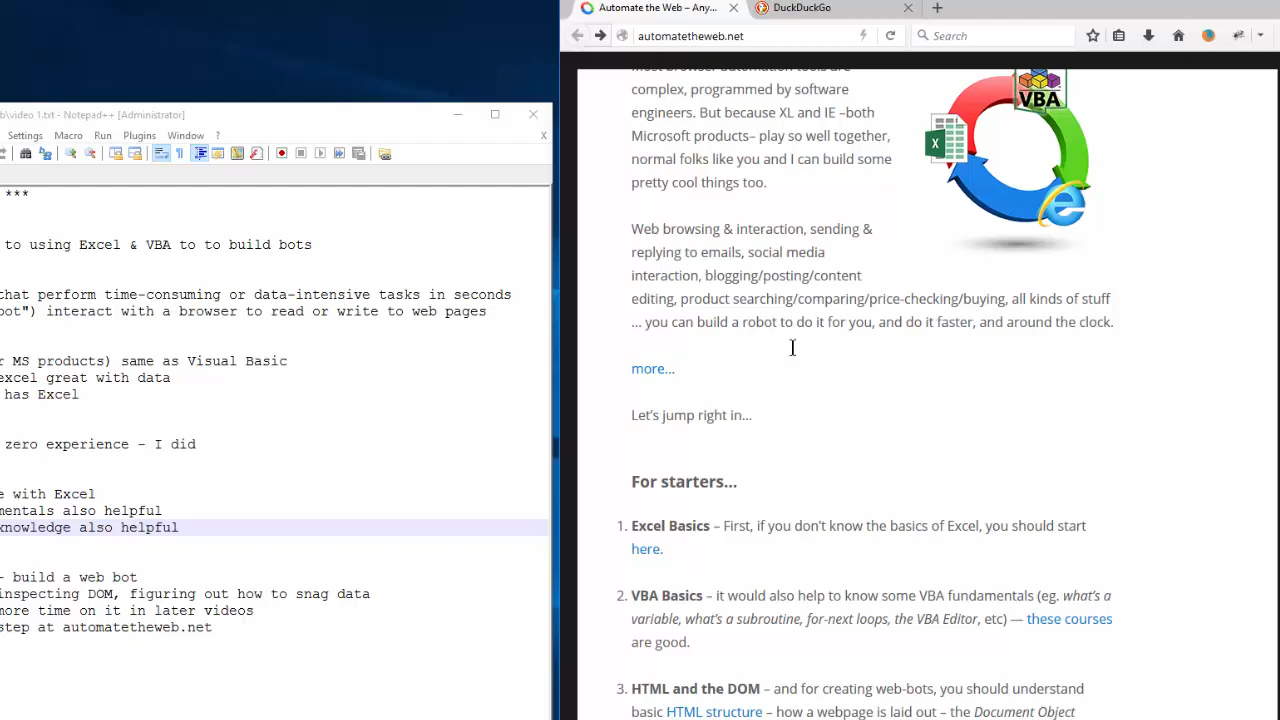 b\video 1.txt - Notepad++ [Administrator]
Settings Macro Run Plugins Window ?
***
to using Excel & VBA to to build bots
that perform time-consuming or data-intensive tasks in seconds
bot") interact with a browser to read or write to web pages
r MS products) same as Visual Basic
excel great with data
has Excel
zero experience - I did
e with Excel
mentals also helpful
knowledge also helpful
- build a web bot
inspecting DOM, figuring out how to snag data
more time on it in later videos
step at automatetheweb.net
Automate the Web – Any...
DuckDuckGo
automatetheweb.net
Search
Most browser automation tools are
complex, programmed by software
engineers. But because XL and IE –both
Microsoft products– play so well together,
normal folks like you and I can build some
pretty cool things too.
VBA
X
Web browsing & interaction, sending &
replying to emails, social media
interaction, blogging/posting/content
editing, product searching/comparing/price-checking/buying, all kinds of stuff
... you can build a robot to do it for you, and do it faster, and around the clock.
more...
Let's jump right in...
For starters...
1. Excel Basics – First, if you don't know the basics of Excel, you should start
here.
2. VBA Basics – it would also help to know some VBA fundamentals (eg. what's a
variable, what's a subroutine, for-next loops, the VBA Editor, etc) — these courses
are good.
3. HTML and the DOM – and for creating web-bots, you should understand
basic HTML structure – how a webpage is laid out – the Document Object